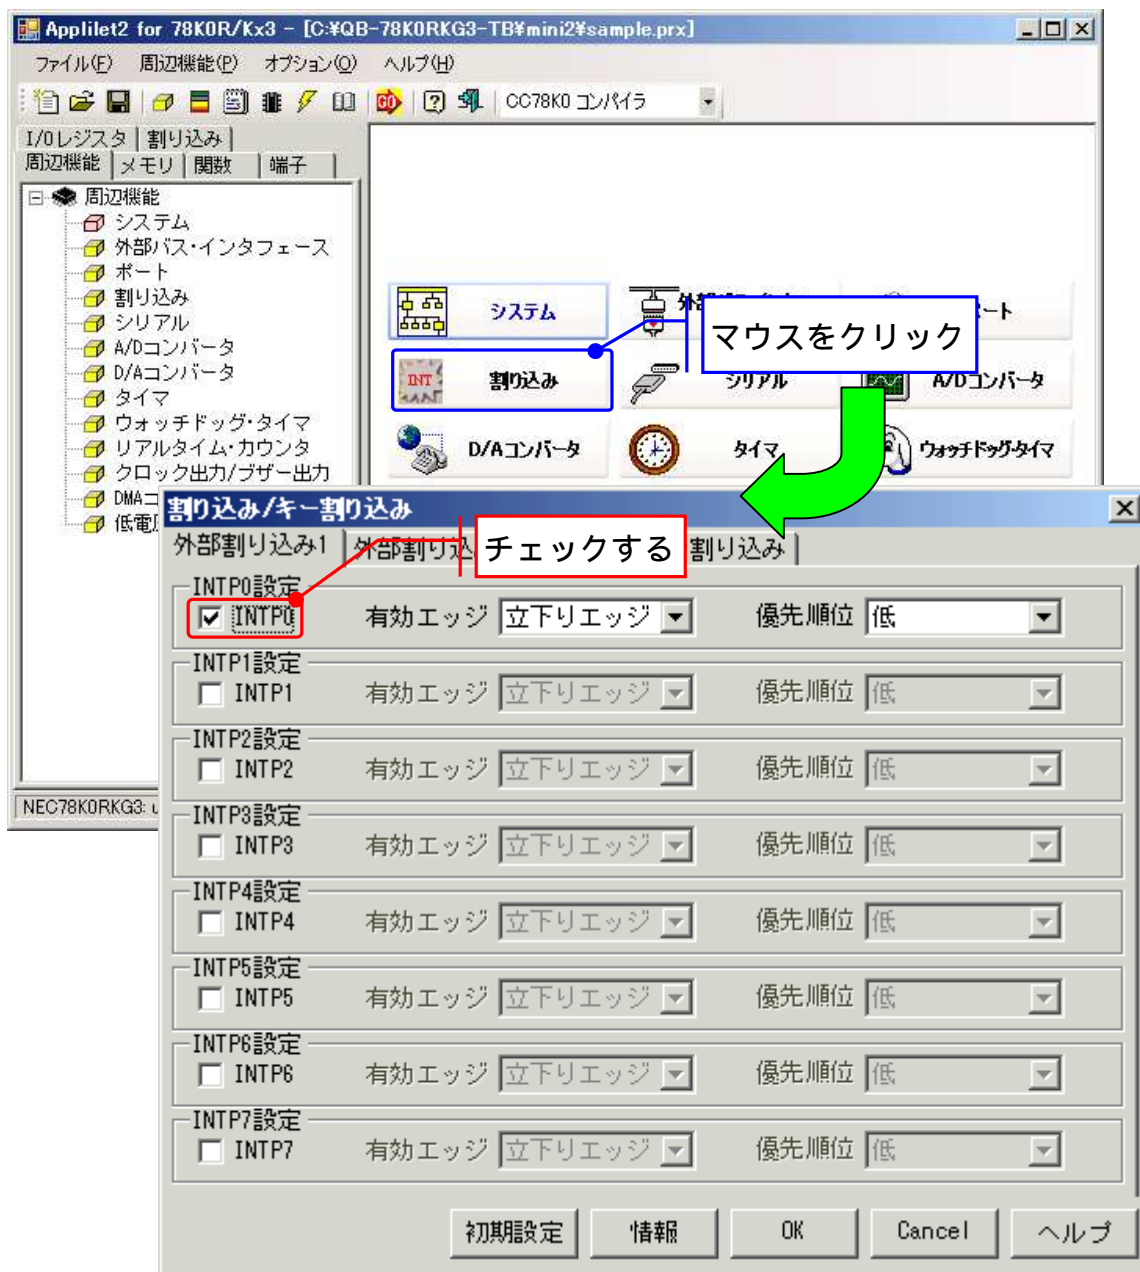 Applilet2 for 78K0R/Kx3 - [C:¥QB-78K0RKG3-TB¥mini2¥sample.prx]
ファイル(F) 周辺機能(P) オプション(O) ヘルプ(H)
GO CC78K0 コンパイラ
I/Oレジスタ 割り込み
周辺機能 メモリ 関数 端子
周辺機能
システム
外部バス・インタフェース
ポート
割り込み
シリアル
A/Dコンバータ
D/Aコンバータ
タイマ
ウォッチドッグ・タイマ
リアルタイム・カウンタ
クロック出力/ブザー出力
DMAコ
低電圧
システム
マウスをクリック
INT 割り込み シリアル A/Dコンバータ
D/Aコンバータ タイマ ウォッチドッグ・タイマ
NEC78K0RKG3:
割り込み/キー割り込み
外部割り込み1 外部割り込 割り込み
チェックする
INTP0設定
INTP0 有効エッジ 立下りエッジ 優先順位 低
INTP1設定
INTP1 有効エッジ 立下りエッジ 優先順位 低
INTP2設定
INTP2 有効エッジ 立下りエッジ 優先順位 低
INTP3設定
INTP3 有効エッジ 立下りエッジ 優先順位 低
INTP4設定
INTP4 有効エッジ 立下りエッジ 優先順位 低
INTP5設定
INTP5 有効エッジ 立下りエッジ 優先順位 低
INTP6設定
INTP6 有効エッジ 立下りエッジ 優先順位 低
INTP7設定
INTP7 有効エッジ 立下りエッジ 優先順位 低
初期設定 情報 OK Cancel ヘルプ